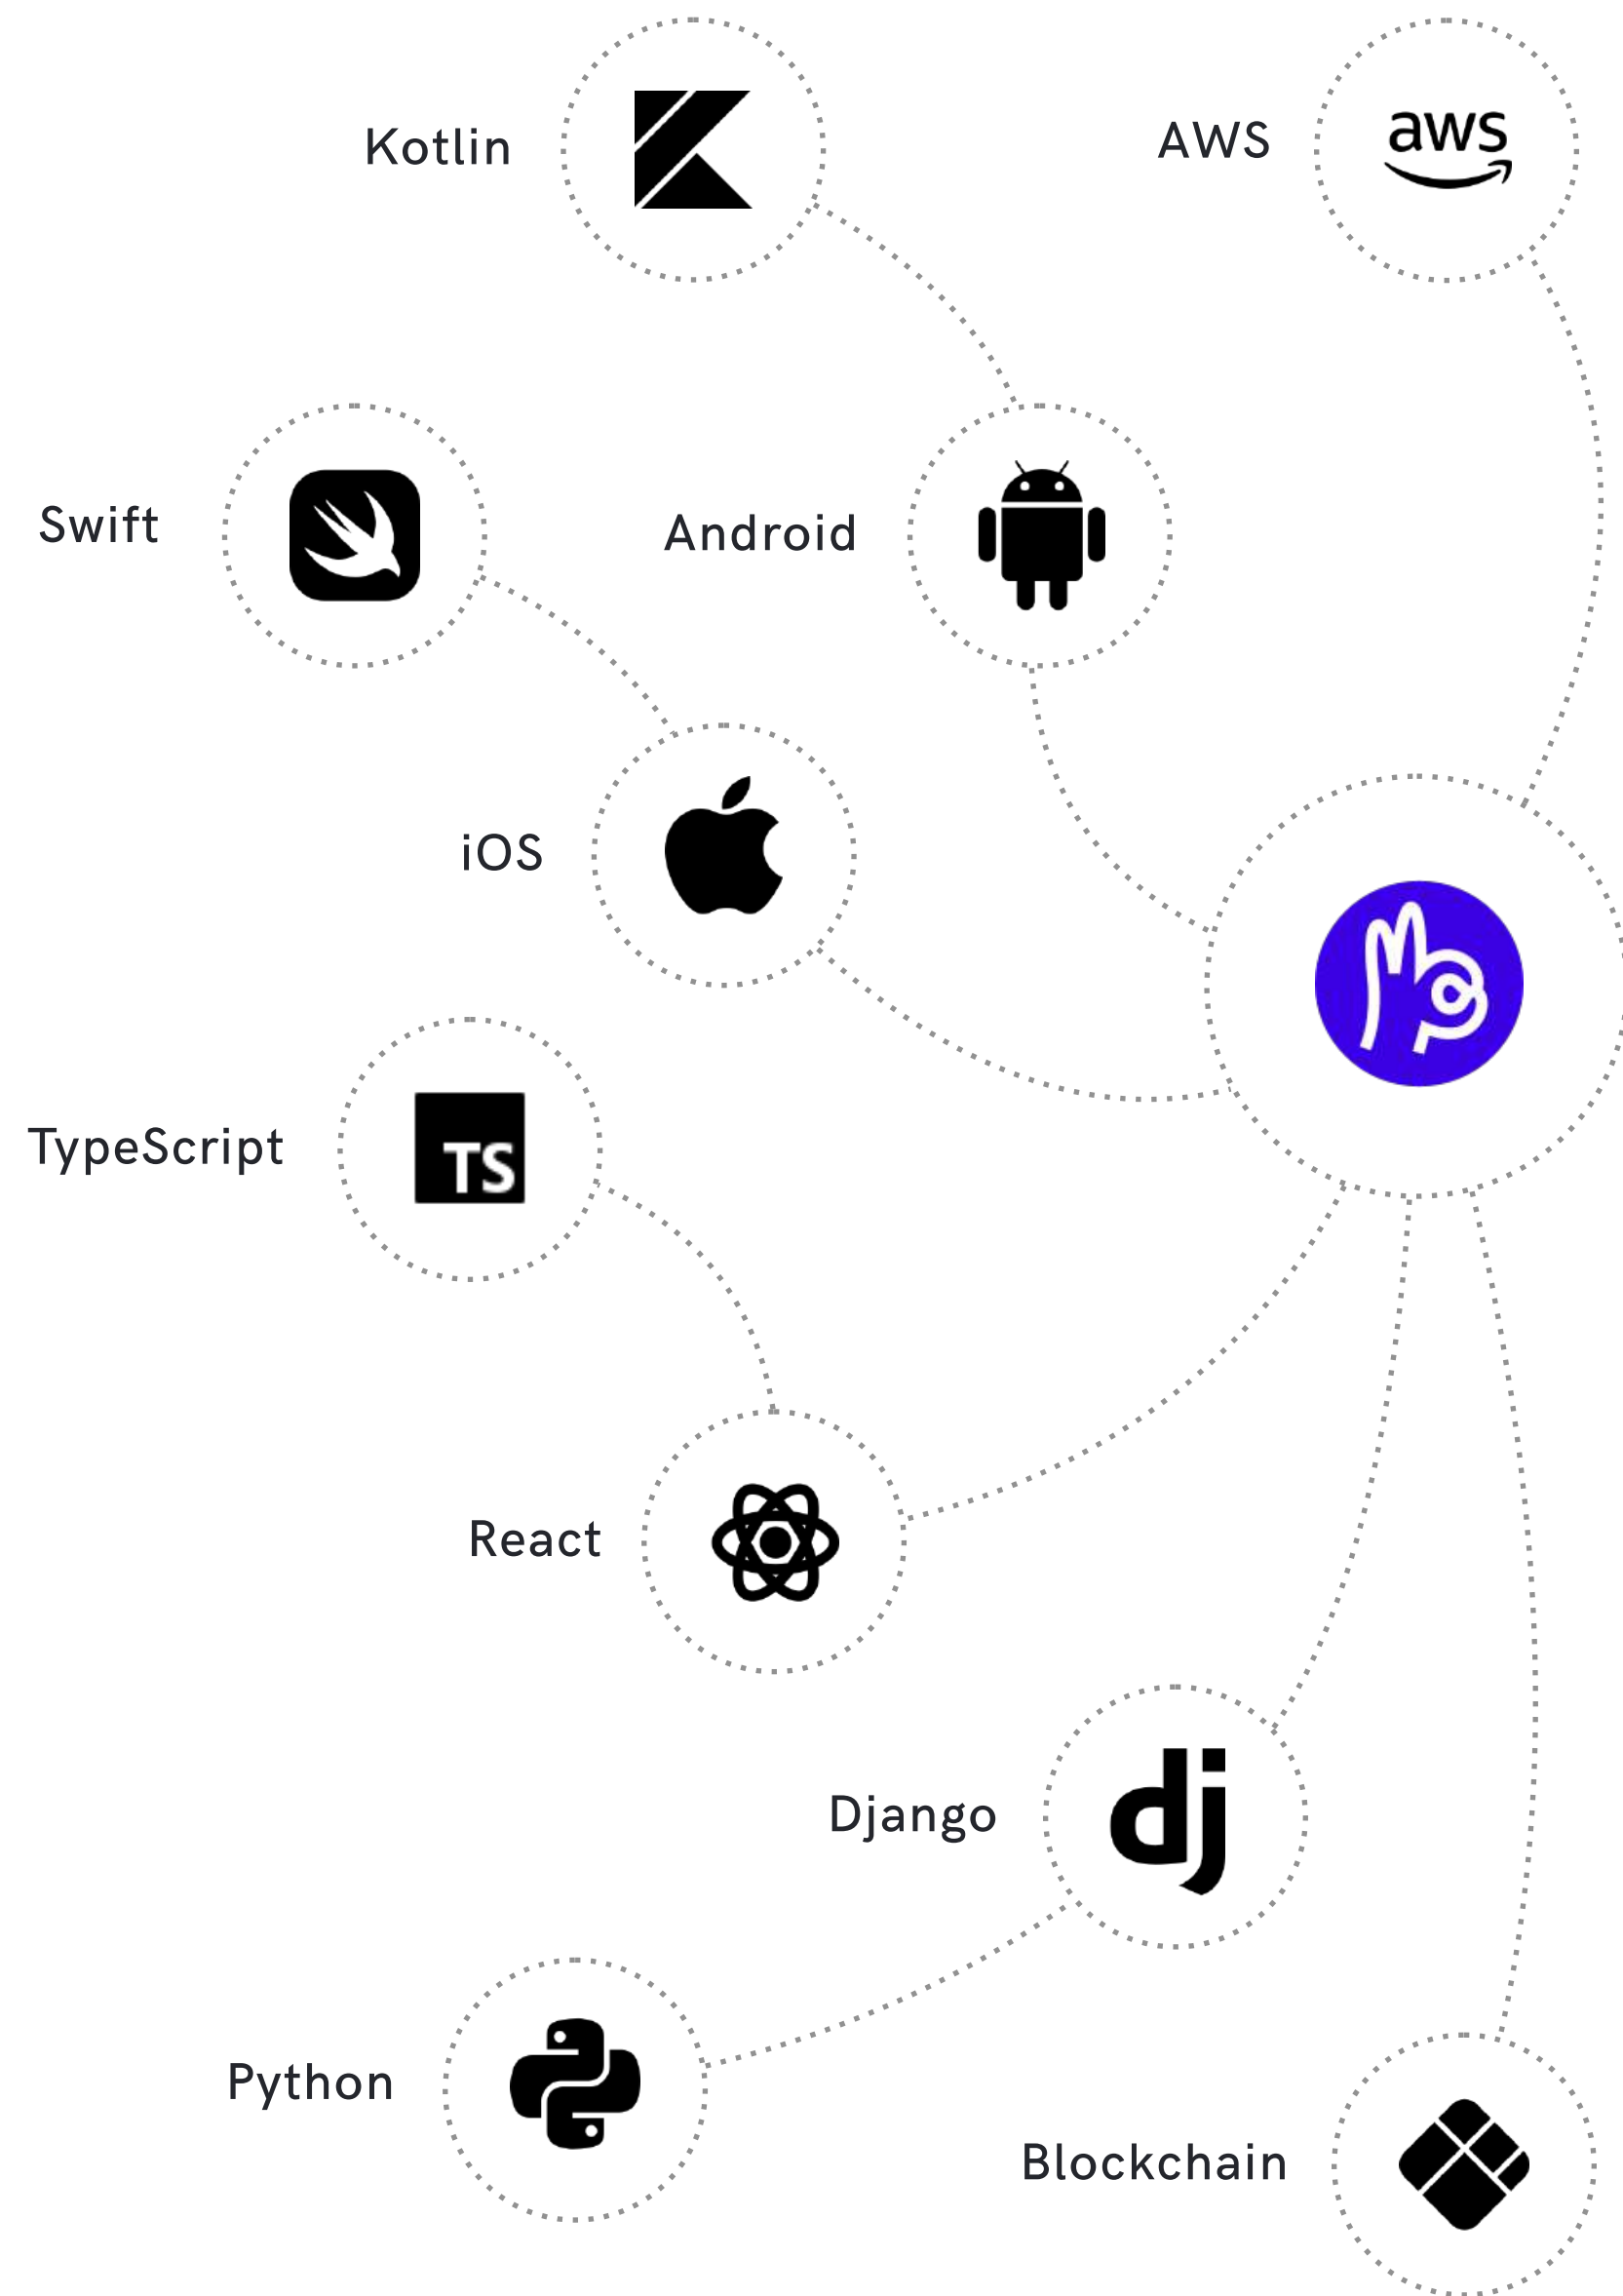 Kotlin
AWS
aws
Swift
Android
iOS
TypeScript
TS
React
Django
dj
Python
Blockchain